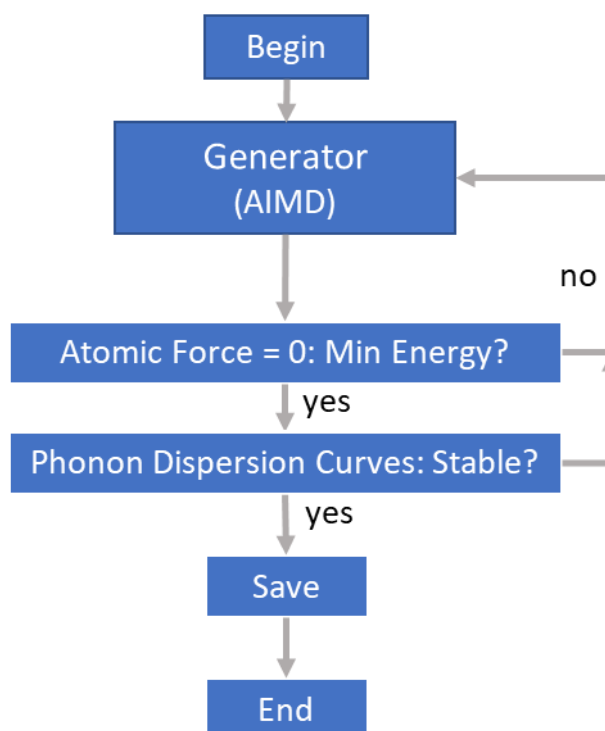 Begin
Generator
(AIMD)
no
Atomic Force = 0: Min Energy?
yes
Phonon Dispersion Curves: Stable?
yes
Save
End